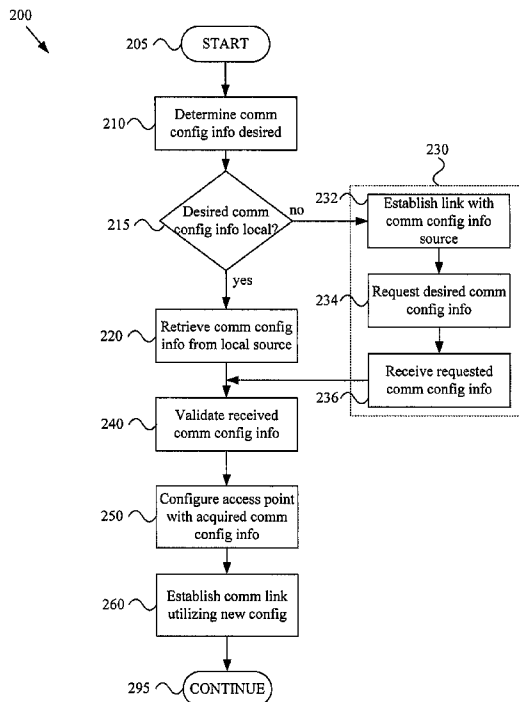 200
205
START
210
Determine comm
config info desired
230
215
Desired comm
config info local?
no
yes
232
Establish link with
comm config info
source
234
Request desired comm
config info
236
Receive requested
comm config info
220
Retrieve comm config
info from local source
240
Validate received
comm config info
250
Configure access point
with acquired comm
config info
260
Establish comm link
utilizing new config
295
CONTINUE